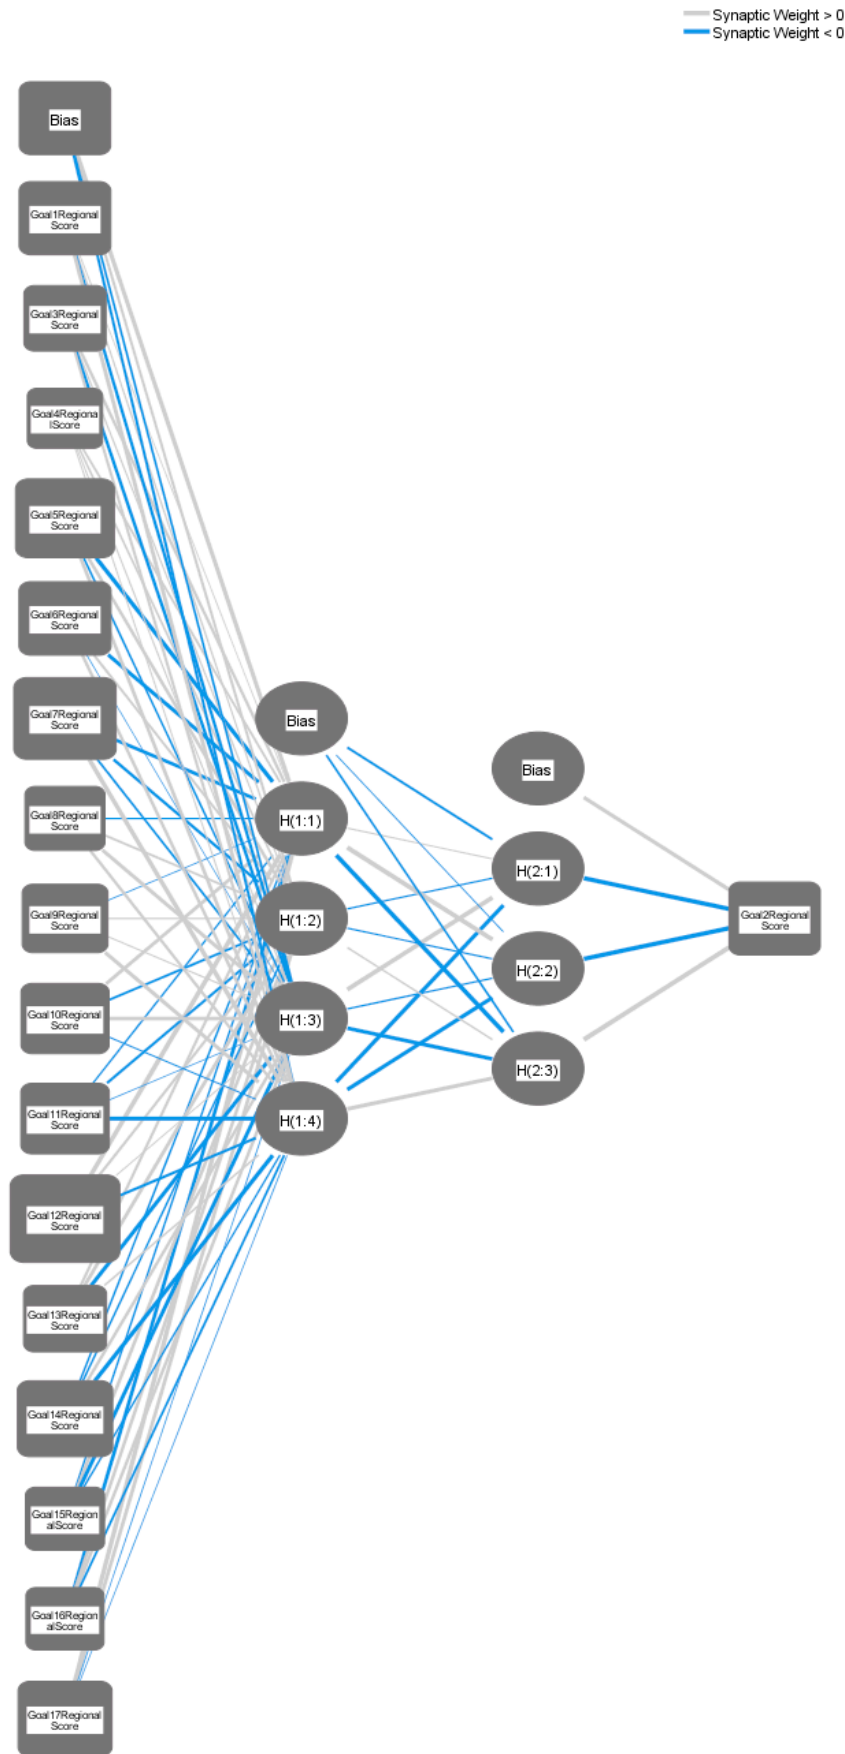 Synaptic Weight > 0
Synaptic Weight < 0
Bias
Goal1Regional
Score
Goal3Regional
Score
Goal4Regiona
lScore
Goal5Regional
Score
Goal6Regional
Score
Goal7Regional
Score
Bias
Bias
Goal8Regional
Score
H(1:1)
H(2:1)
Goal9Regional
Score
H(1:2)
Goal2Regional
Score
H(2:2)
Goal10Regional
Score
H(1:3)
H(2:3)
Goal11Regional
Score
H(1:4)
Goal12Regional
Score
Goal13Regional
Score
Goal14Regional
Score
Goal15Region
alScore
Goal16Region
alScore
Goal17Regional
Score